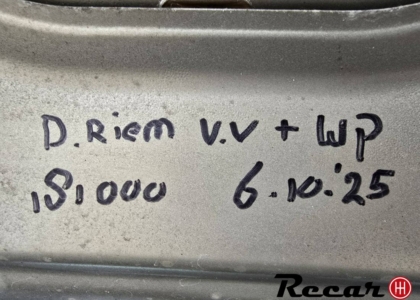 D. Riem V.V + WP
181000 6.10.'25
Recar